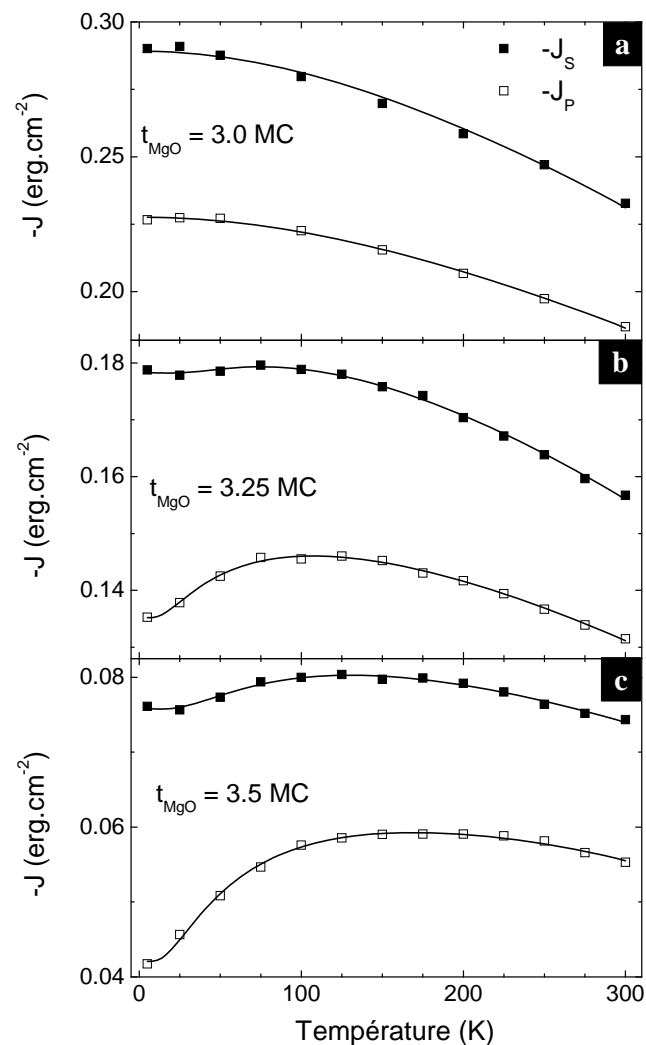 0.30
0.25
0.20
-J (erg.cm⁻²)
a
-J_S
-J_P
t_MgO = 3.0 MC
0.18
0.16
0.14
-J (erg.cm⁻²)
b
t_MgO = 3.25 MC
0.08
0.06
0.04
-J (erg.cm⁻²)
c
t_MgO = 3.5 MC
0 100 200 300
Température (K)